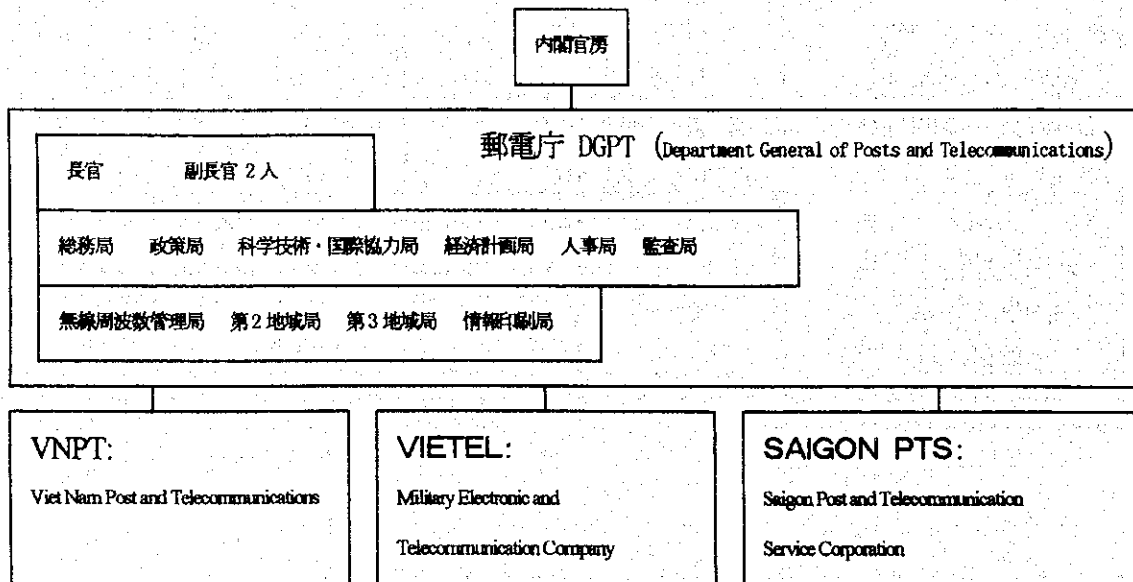 内閣官房
郵電庁 DGPT (Department General of Posts and Telecommunications)
長官 副長官2人
総務局 政策局 科学技術・国際協力局 経済計画局 人事局 監査局
無線周波数管理局 第2地域局 第3地域局 情報印刷局
VNPT:
Viet Nam Post and Telecommunications
VIETEL:
Military Electronic and
Telecommunication Company
SAIGON PTS:
Saigon Post and Telecommunication
Service Corporation